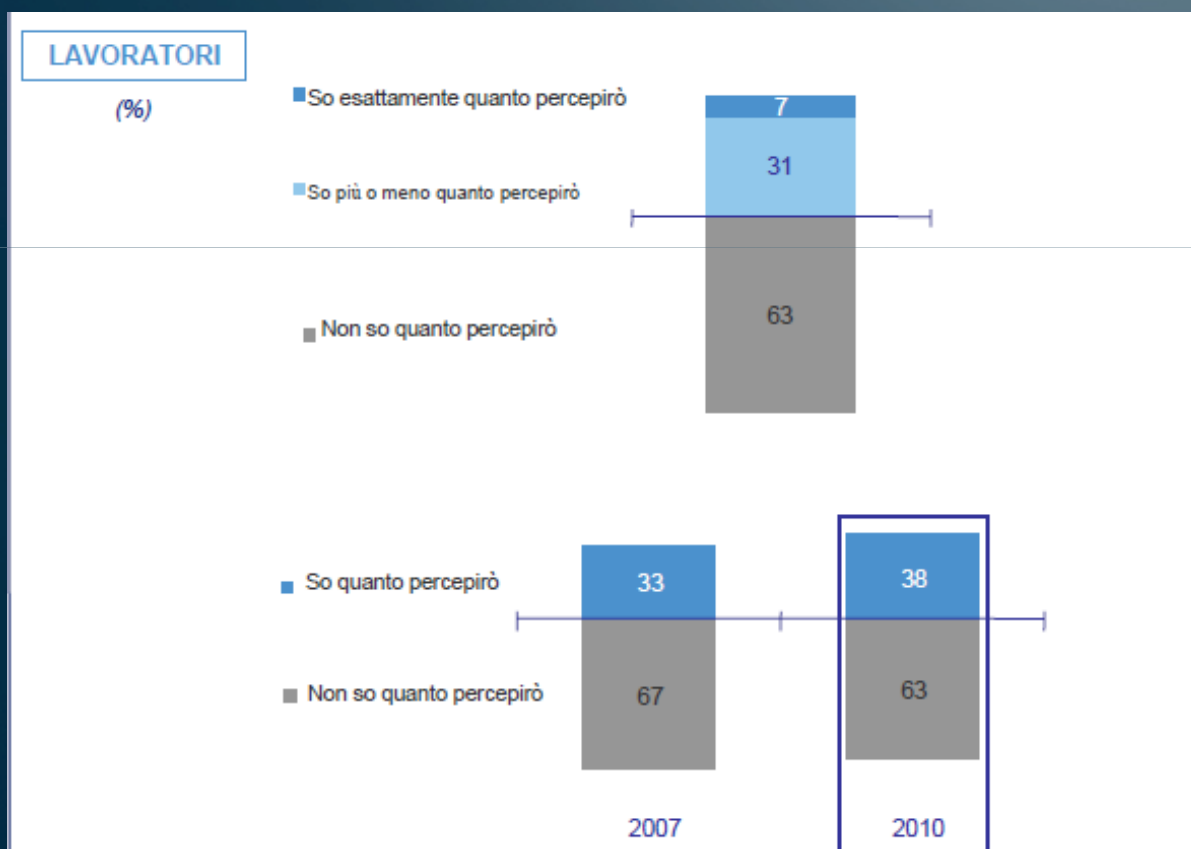 LAVORATORI
(%)
So esattamente quanto percepirò
7
So più o meno quanto percepirò
31
Non so quanto percepirò
63
So quanto percepirò
33
38
Non so quanto percepirò
67
63
2007
2010